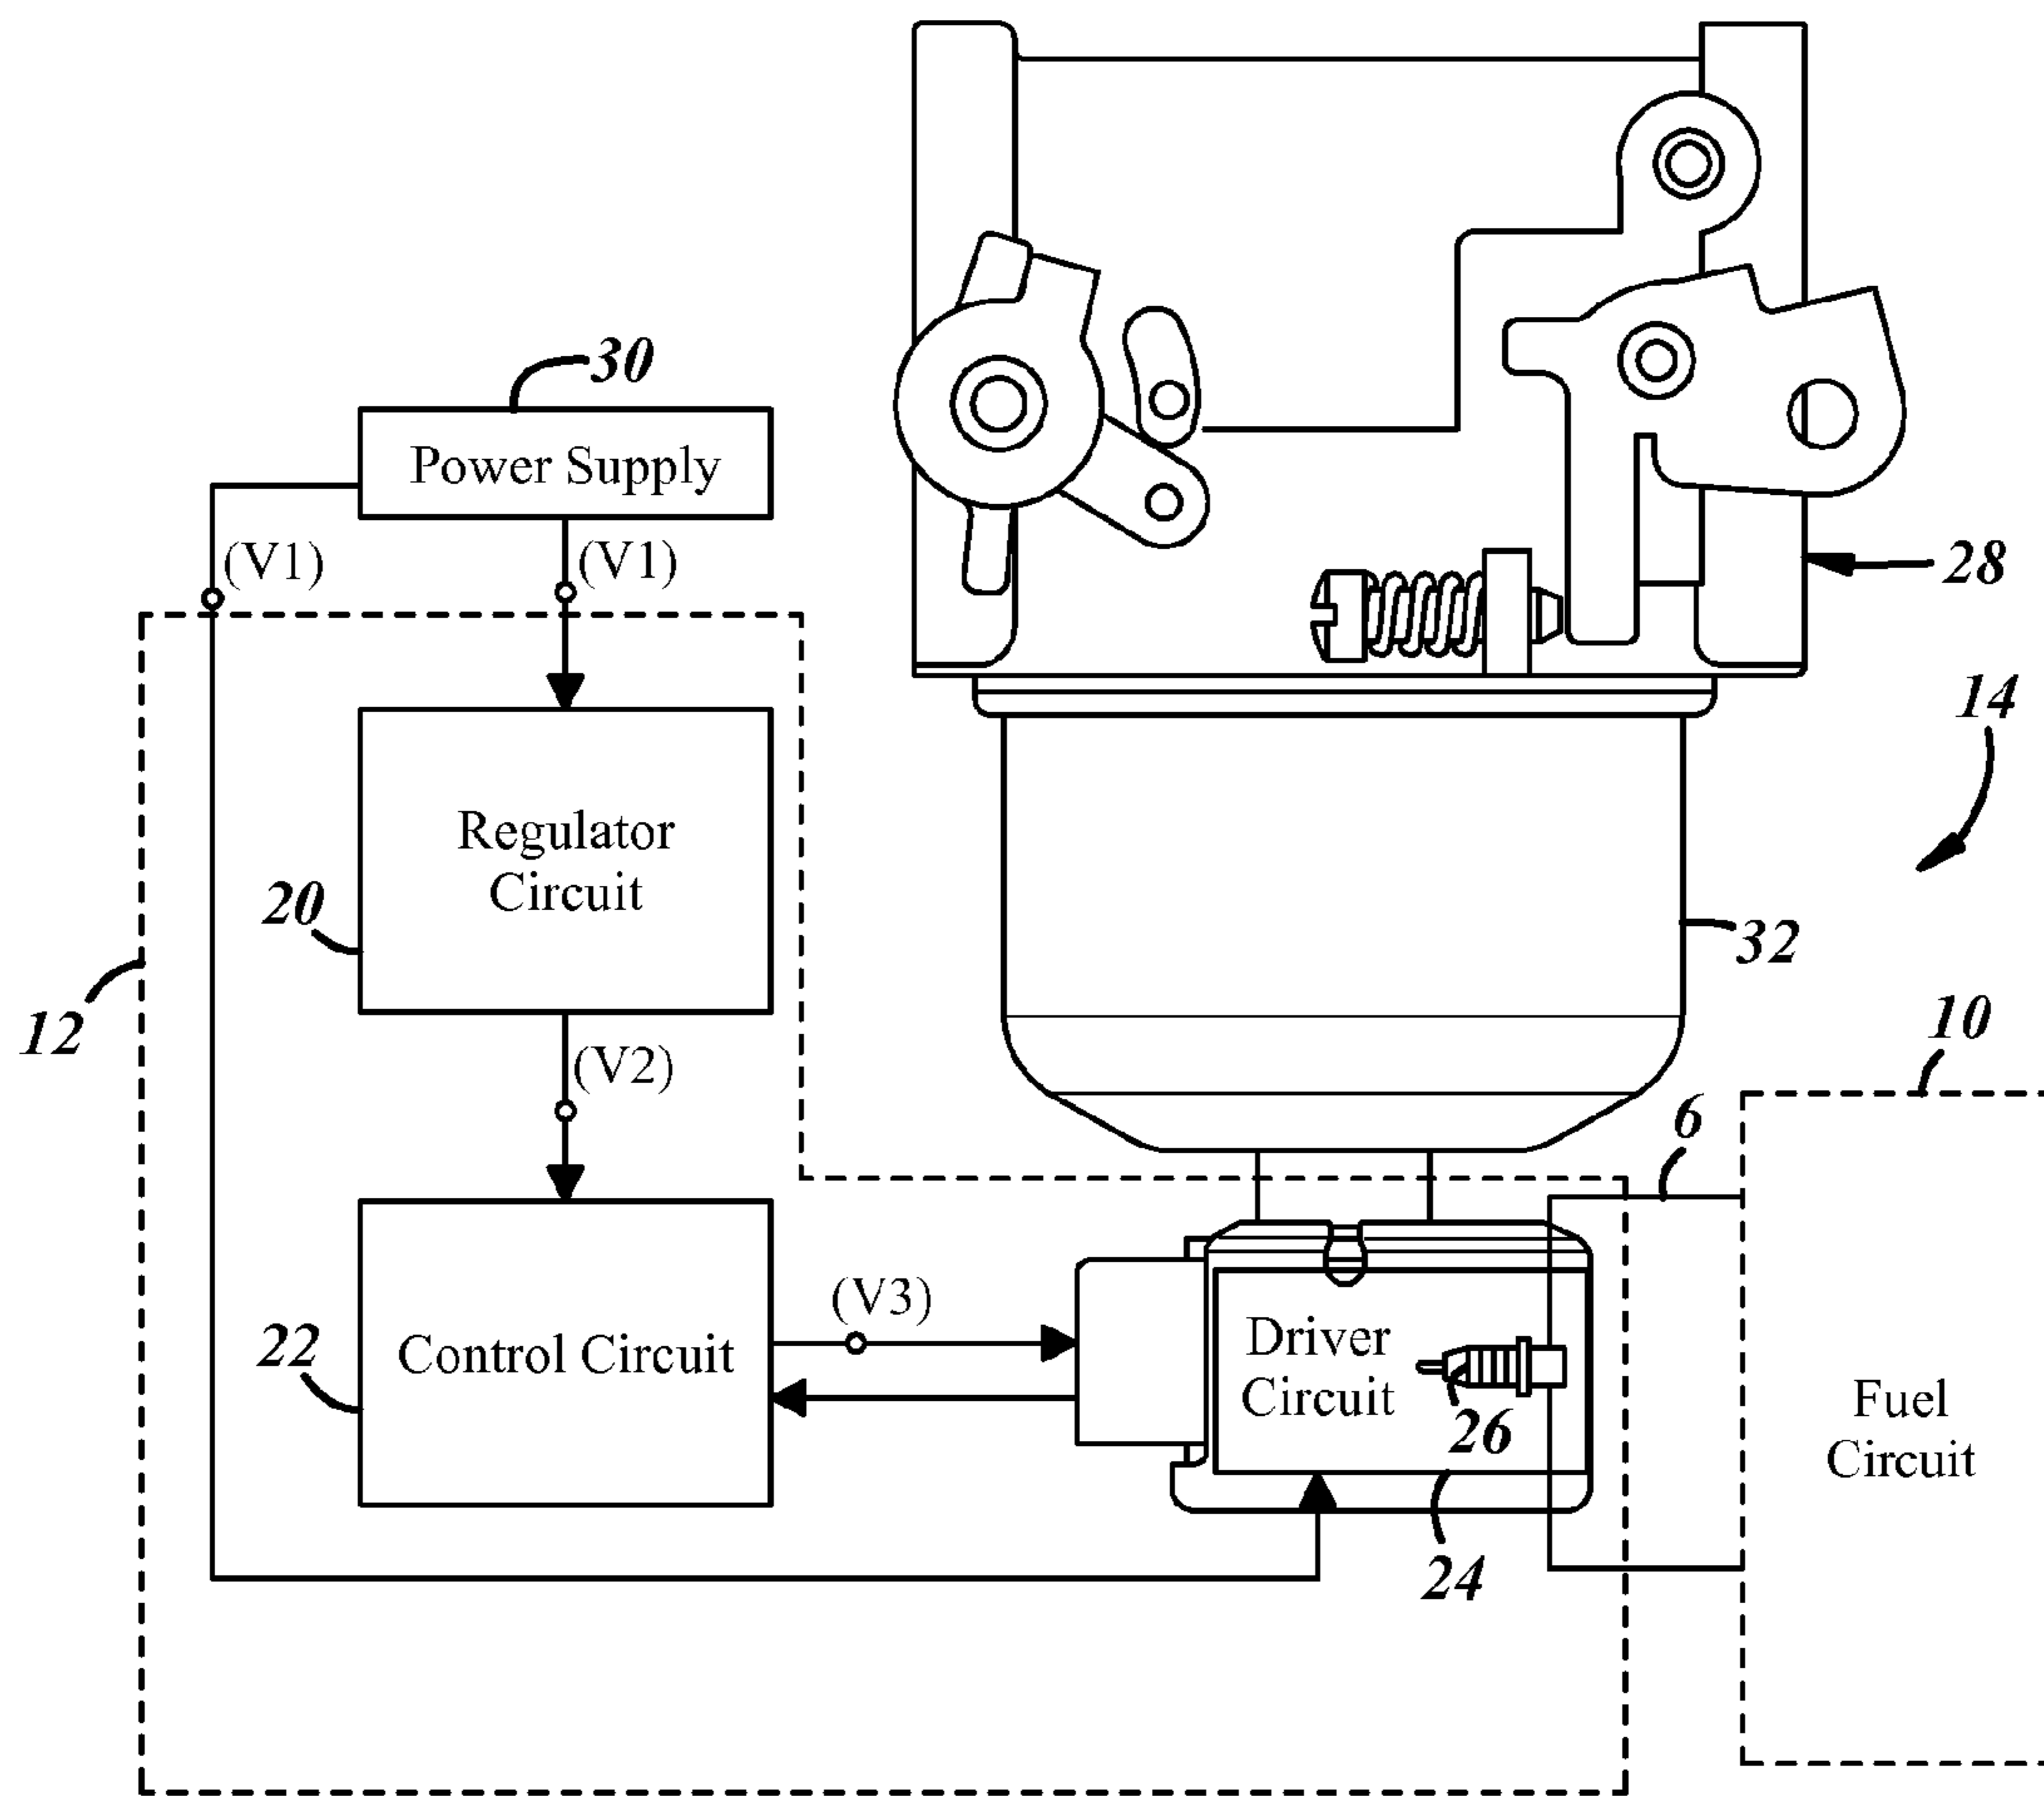 30
Power Supply
(V1)
(V1)
28
14
Regulator
Circuit
20
32
12
10
(V2)
6
(V3)
Driver
Circuit
22
Control Circuit
26
Fuel
Circuit
24